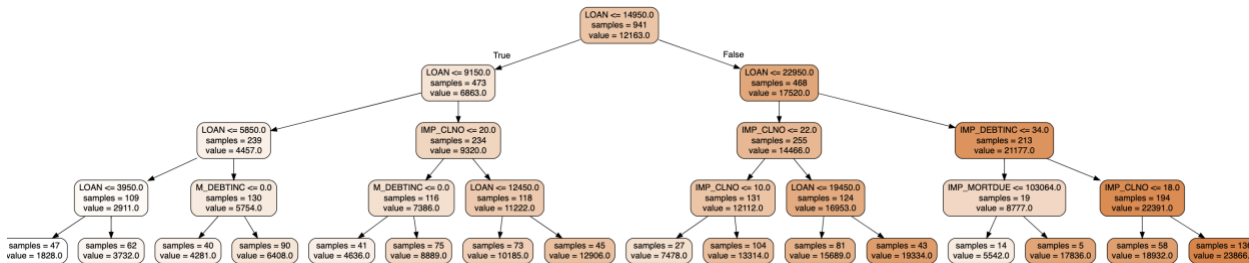 LOAN <= 14950.0
samples = 941
value = 12163.0
True
False
LOAN <= 9150.0
samples = 473
value = 6863.0
LOAN <= 22950.0
samples = 468
value = 17520.0
LOAN <= 5850.0
samples = 239
value = 4457.0
IMP_CLNO <= 20.0
samples = 234
value = 9320.0
IMP_CLNO <= 22.0
samples = 255
value = 14466.0
IMP_DEBTINC <= 34.0
samples = 213
value = 21177.0
LOAN <= 3950.0
samples = 109
value = 2911.0
M_DEBTINC <= 0.0
samples = 130
value = 5754.0
M_DEBTINC <= 0.0
samples = 116
value = 7386.0
LOAN <= 12450.0
samples = 118
value = 11222.0
IMP_CLNO <= 10.0
samples = 131
value = 12112.0
LOAN <= 19450.0
samples = 124
value = 16953.0
IMP_MORTDUE <= 103064.0
samples = 19
value = 8777.0
IMP_CLNO <= 18.0
samples = 194
value = 22391.0
samples = 47
value = 1828.0
samples = 62
value = 3732.0
samples = 40
value = 4281.0
samples = 90
value = 6408.0
samples = 41
value = 4636.0
samples = 75
value = 8889.0
samples = 73
value = 10185.0
samples = 45
value = 12906.0
samples = 27
value = 7478.0
samples = 104
value = 13314.0
samples = 81
value = 15689.0
samples = 43
value = 19334.0
samples = 14
value = 5542.0
samples = 5
value = 17836.0
samples = 58
value = 18932.0
samples =
value =